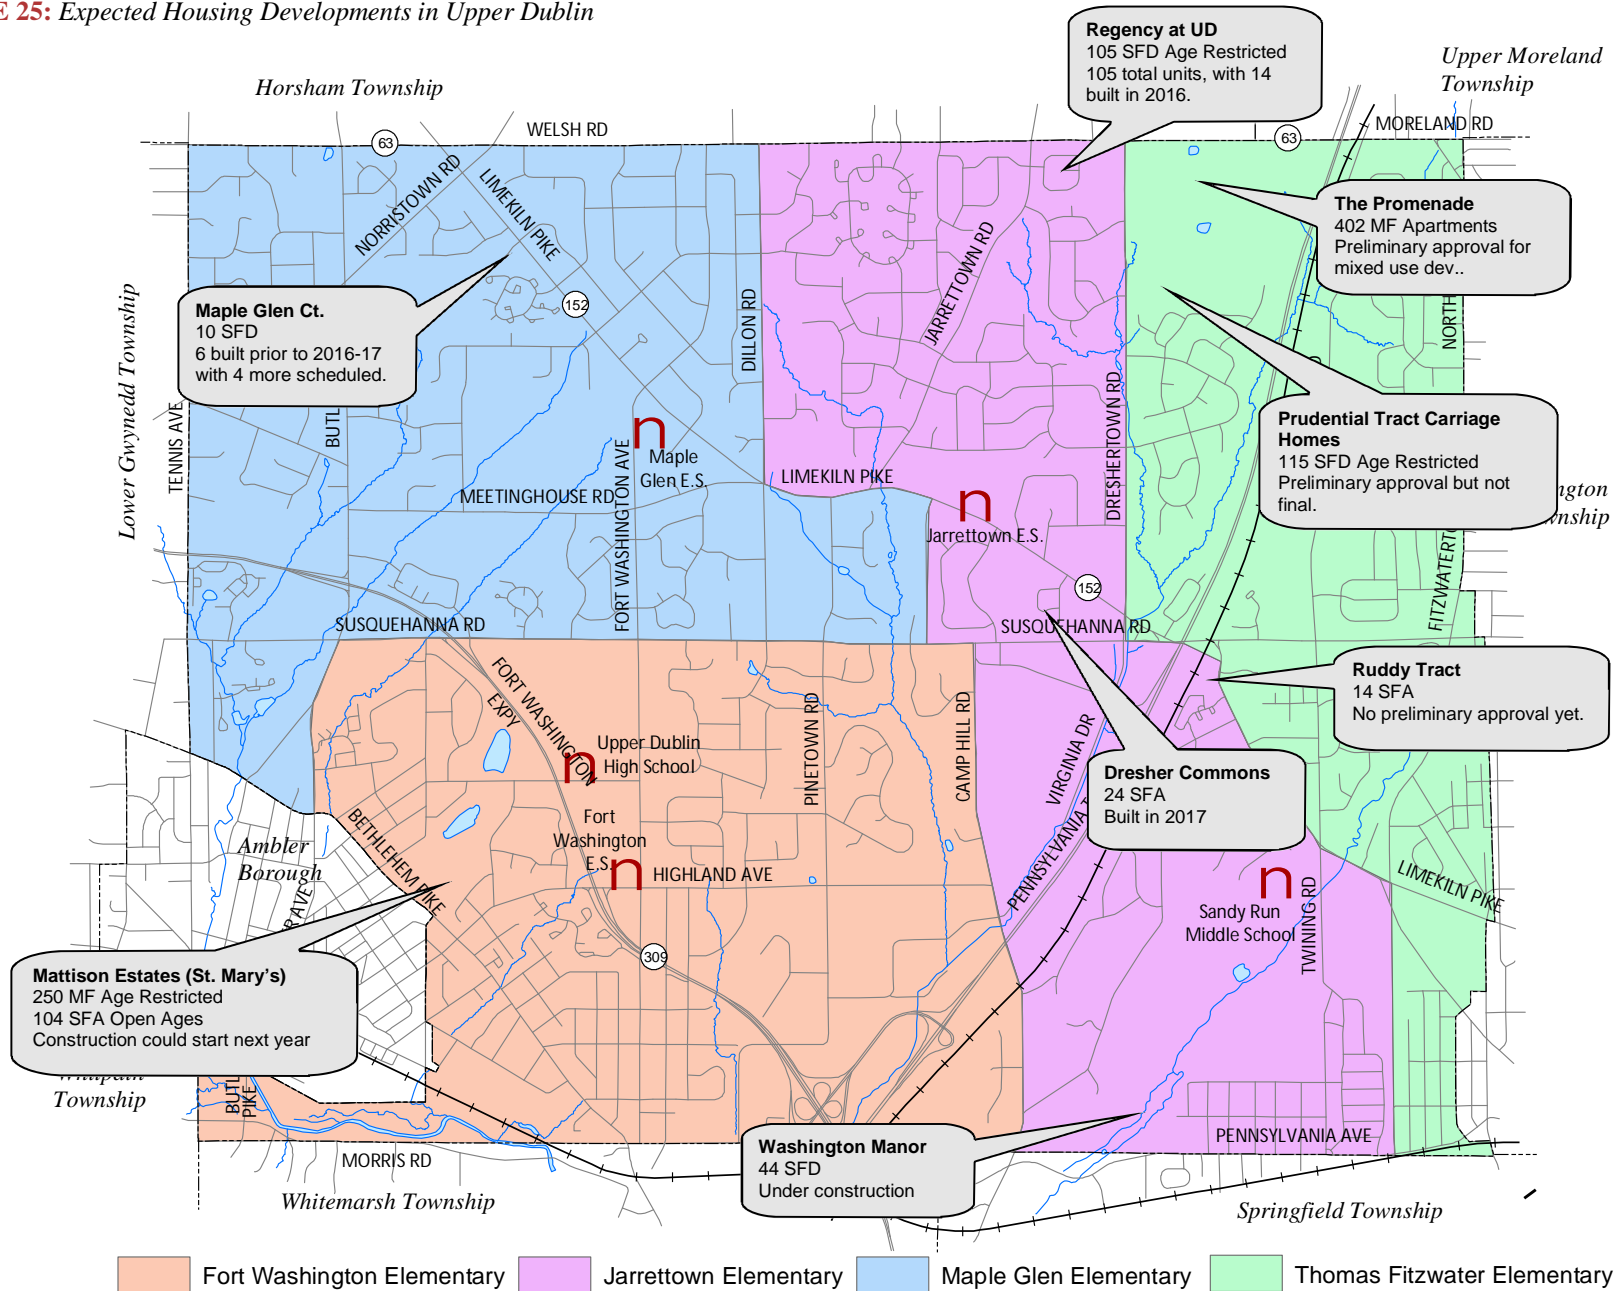 E 25: Expected Housing Developments in Upper Dublin
Horsham Township
Upper Moreland
Township
Regency at UD
105 SFD Age Restricted
105 total units, with 14
built in 2016.
WELSH RD
MORELAND RD
63
63
NORRISTOWN RD
LIMEKILN PIKE
The Promenade
402 MF Apartments
Preliminary approval for
mixed use dev..
Maple Glen Ct.
10 SFD
6 built prior to 2016-17
with 4 more scheduled.
152
DILLON RD
JARRETTOWN RD
NORTH
Lower Gwynedd Township
TENNIS AVE
BUTL
DRESHERTOWN RD
Prudential Tract Carriage
Homes
115 SFD Age Restricted
Preliminary approval but not
final.
ngton
wnship
Maple
Glen E.S.
n
MEETINGHOUSE RD
FORT WASHINGTON AVE
LIMEKILN PIKE
n
Jarrettown E.S.
152
FITZWATERT
SUSQUEHANNA RD
SUSQUEHANNA RD
Ruddy Tract
14 SFA
No preliminary approval yet.
FORT WASHINGTON
EXPY
n
Upper Dublin
High School
PINETOWN RD
CAMP HILL RD
VIRGINIA DR
PENNSYLVANIA
Dresher Commons
24 SFA
Built in 2017
BETHLEHEM PIKE
Ambler
Borough
R AVE
Fort
Washington
E.S.
n
HIGHLAND AVE
309
n
Sandy Run
Middle School
TWINING RD
LIMEKILN PIKE
Mattison Estates (St. Mary’s)
250 MF Age Restricted
104 SFA Open Ages
Construction could start next year
Whitpain
Township
BUTL
PIKE
MORRIS RD
Washington Manor
44 SFD
Under construction
PENNSYLVANIA AVE
Whitemarsh Township
Springfield Township
Fort Washington Elementary
Jarrettown Elementary
Maple Glen Elementary
Thomas Fitzwater Elementary